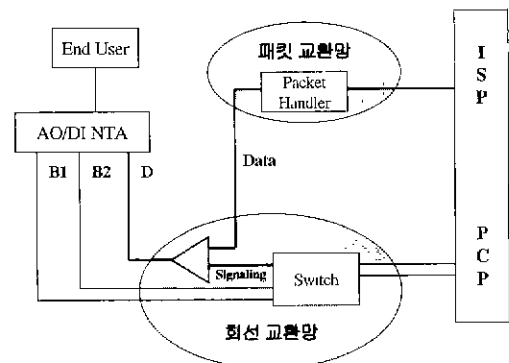 End User
패킷 교환망
Packet
Handler
I
S
P
AO/DI NTA
B1 B2 D
Data
P
C
P
Signaling
Switch
회선 교환망